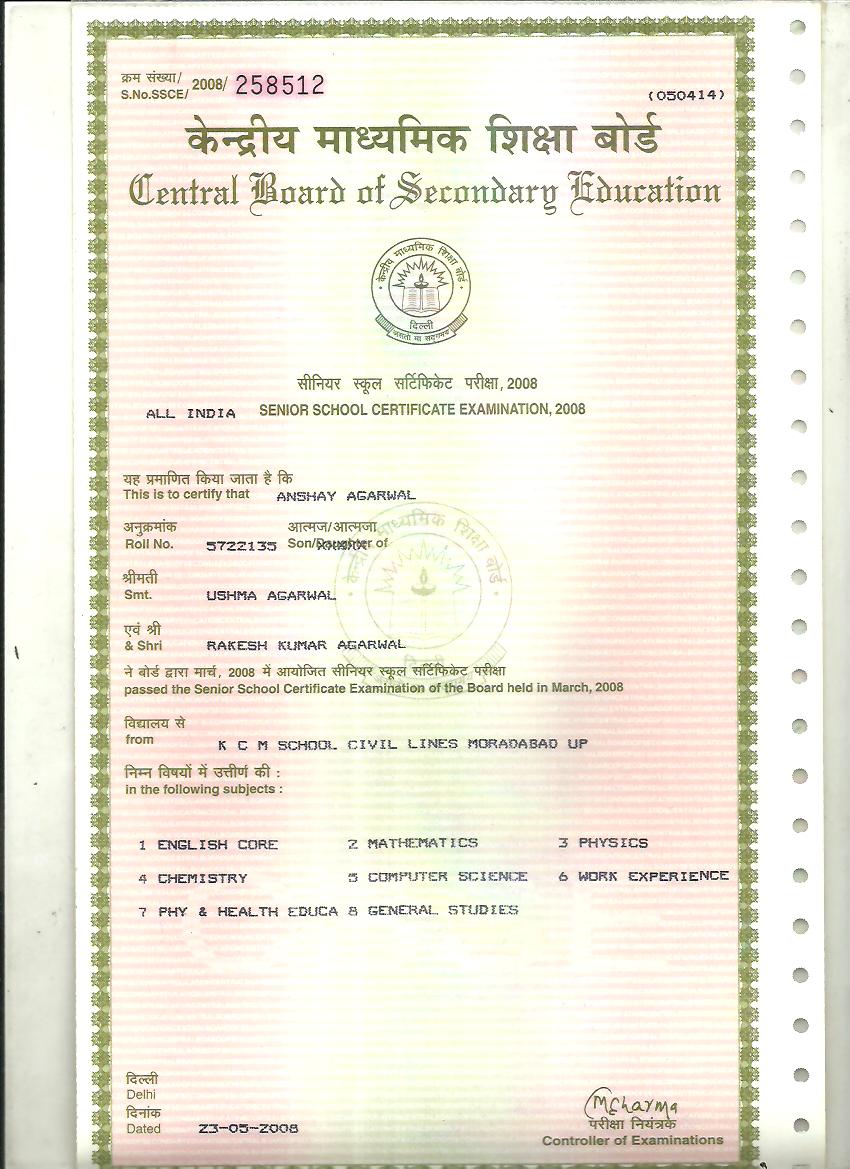 क्रम संख्या/
S.No.SSCE/ 2008/ 258512
(050414)
केन्द्रीय माध्यमिक शिक्षा बोर्ड
Central Board of Secondary Education
केन्द्रीय माध्यमिक शिक्षा बोर्ड
दिल्ली
असतो मा सद्गमय
सीनियर स्कूल सर्टिफिकेट परीक्षा, 2008
ALL INDIA SENIOR SCHOOL CERTIFICATE EXAMINATION, 2008
यह प्रमाणित किया जाता है कि
This is to certify that ANSHAY AGARWAL
अनुक्रमांक आत्मज/आत्मजा
Roll No. 5722135 Son/Daughter of
श्रीमती
Smt. USHMA AGARWAL
एवं श्री
& Shri RAKESH KUMAR AGARWAL
ने बोर्ड द्वारा मार्च, 2008 में आयोजित सीनियर स्कूल सर्टिफिकेट परीक्षा
passed the Senior School Certificate Examination of the Board held in March, 2008
विद्यालय से
from K C M SCHOOL CIVIL LINES MORADABAD UP
निम्न विषयों में उत्तीर्ण की :
in the following subjects :
1 ENGLISH CORE 2 MATHEMATICS 3 PHYSICS
4 CHEMISTRY 5 COMPUTER SCIENCE 6 WORK EXPERIENCE
7 PHY & HEALTH EDUCA 8 GENERAL STUDIES
दिल्ली
Delhi
दिनांक
Dated 23-05-2008
MCharma
परीक्षा नियंत्रक
Controller of Examinations